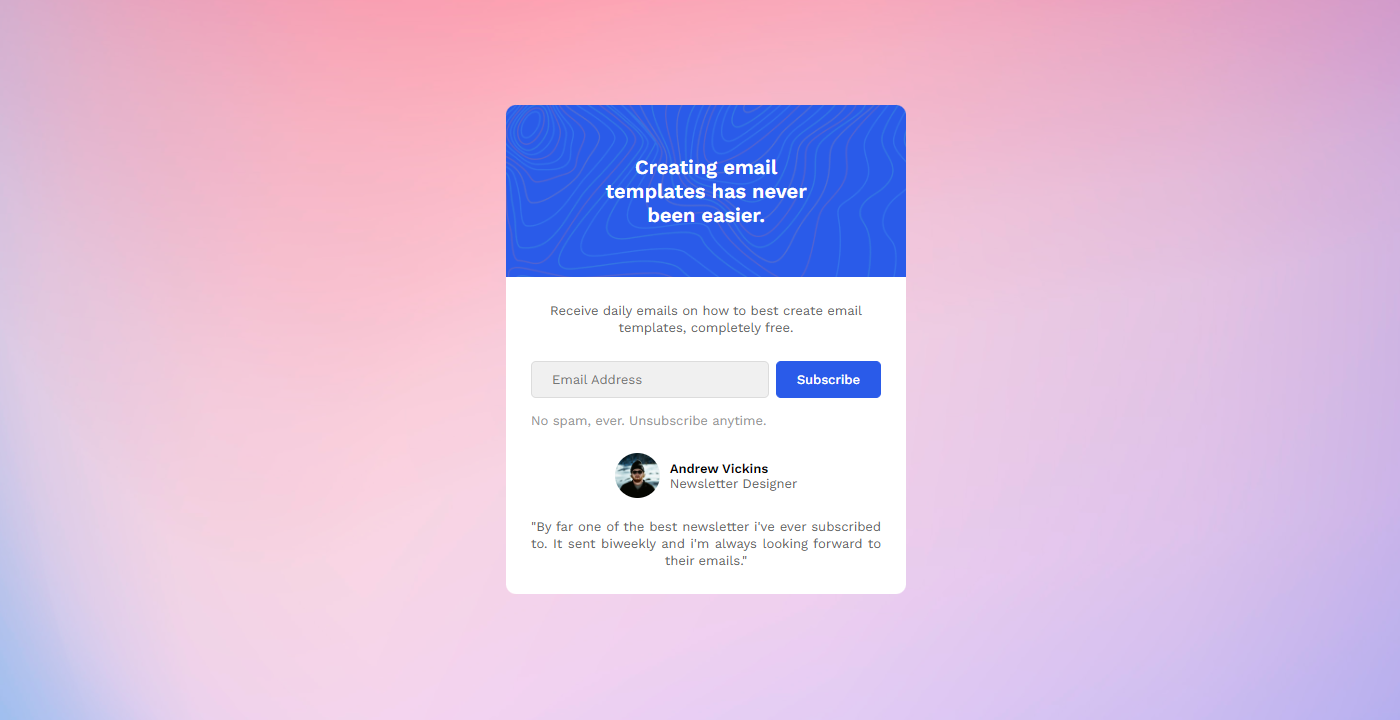 Creating email
templates has never
been easier.
Receive daily emails on how to best create email
templates, completely free.
Email Address
Subscribe
No spam, ever. Unsubscribe anytime.
Andrew Vickins
Newsletter Designer
"By far one of the best newsletter i've ever subscribed
to. It sent biweekly and i'm always looking forward to
their emails."